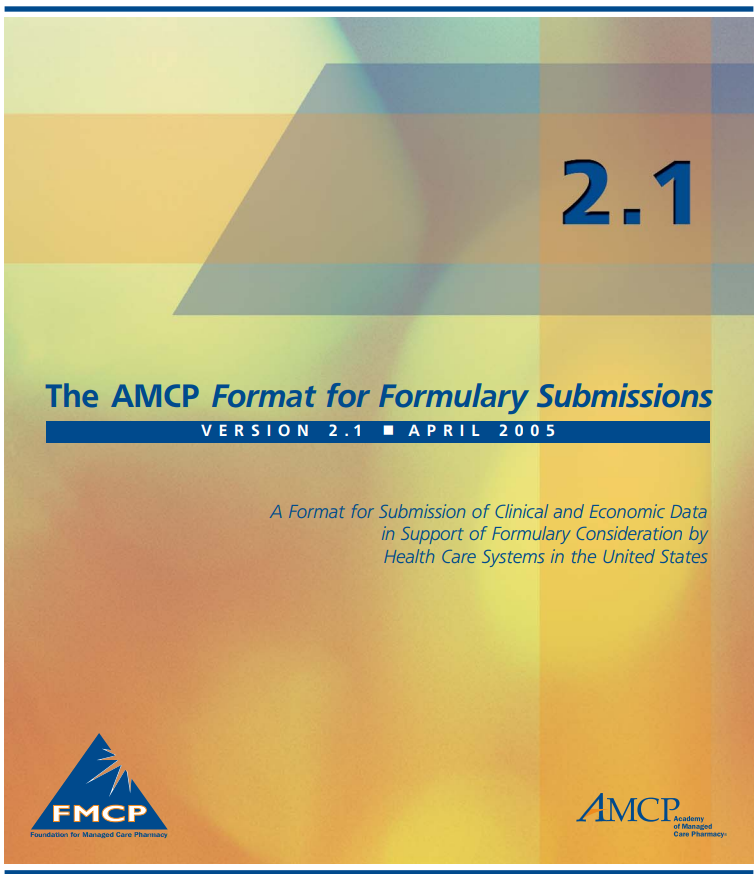 2.1
The AMCP Format for Formulary Submissions
VERSION 2.1 ■ APRIL 2005
A Format for Submission of Clinical and Economic Data
in Support of Formulary Consideration by
Health Care Systems in the United States
FMCP
Foundation for Managed Care Pharmacy
AMCP
Academy
of Managed
Care Pharmacy®